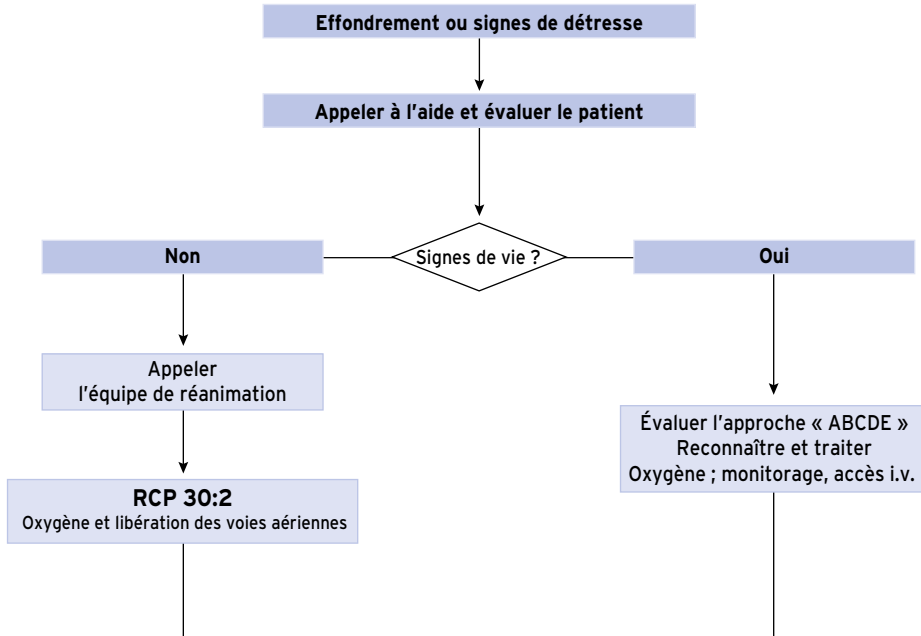 Effondrement ou signes de détresse
Appeler à l’aide et évaluer le patient
Signes de vie ?
Non
Oui
Appeler
l’équipe de réanimation
RCP 30:2
Oxygène et libération des voies aériennes
Évaluer l’approche « ABCDE »
Reconnaître et traiter
Oxygène ; monitorage, accès i.v.